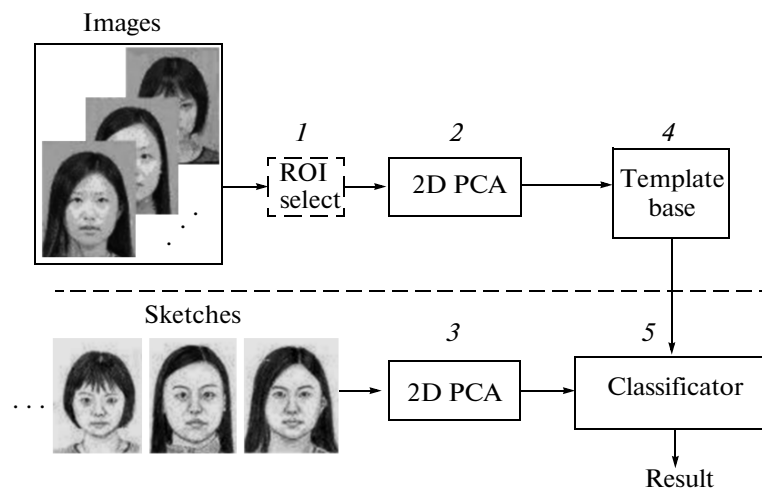 Images
1
ROI
select
2
2D PCA
4
Template
base
. . .
Sketches
. . .
3
2D PCA
5
Classificator
Result